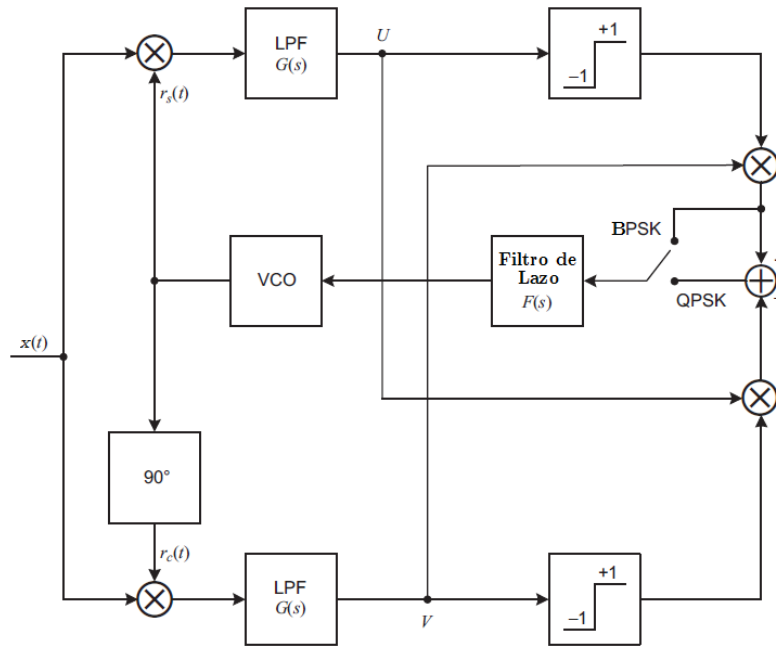 LPF
G(s)
U
+1
−1
r_s(t)
BPSK
VCO
Filtro de
Lazo
F(s)
QPSK
x(t)
90°
r_c(t)
LPF
G(s)
V
+1
−1